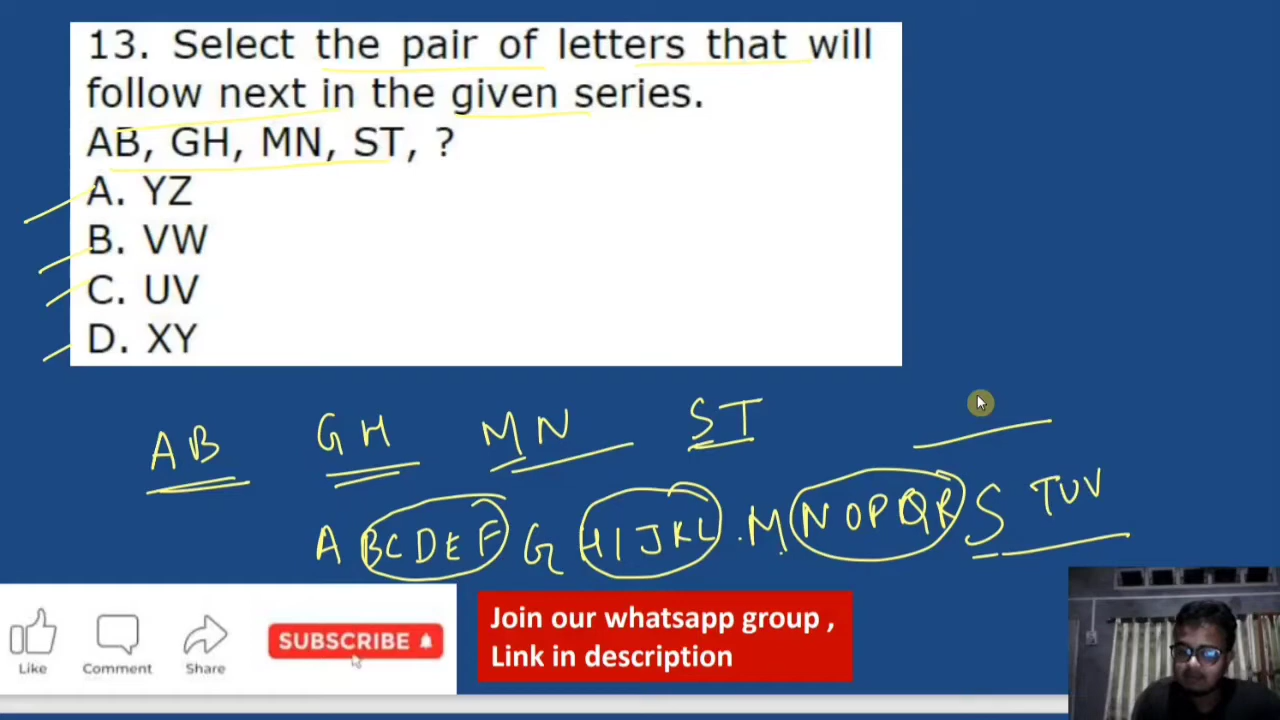 13. Select the pair of letters that will
follow next in the given series.
AB, GH, MN, ST, ?
A. YZ
B. VW
C. UV
D. XY
AB GH MN ST
A BCDEF G HIJKL M NOPQR S TUV
Like Comment Share
SUBSCRIBE
Join our whatsapp group ,
Link in description